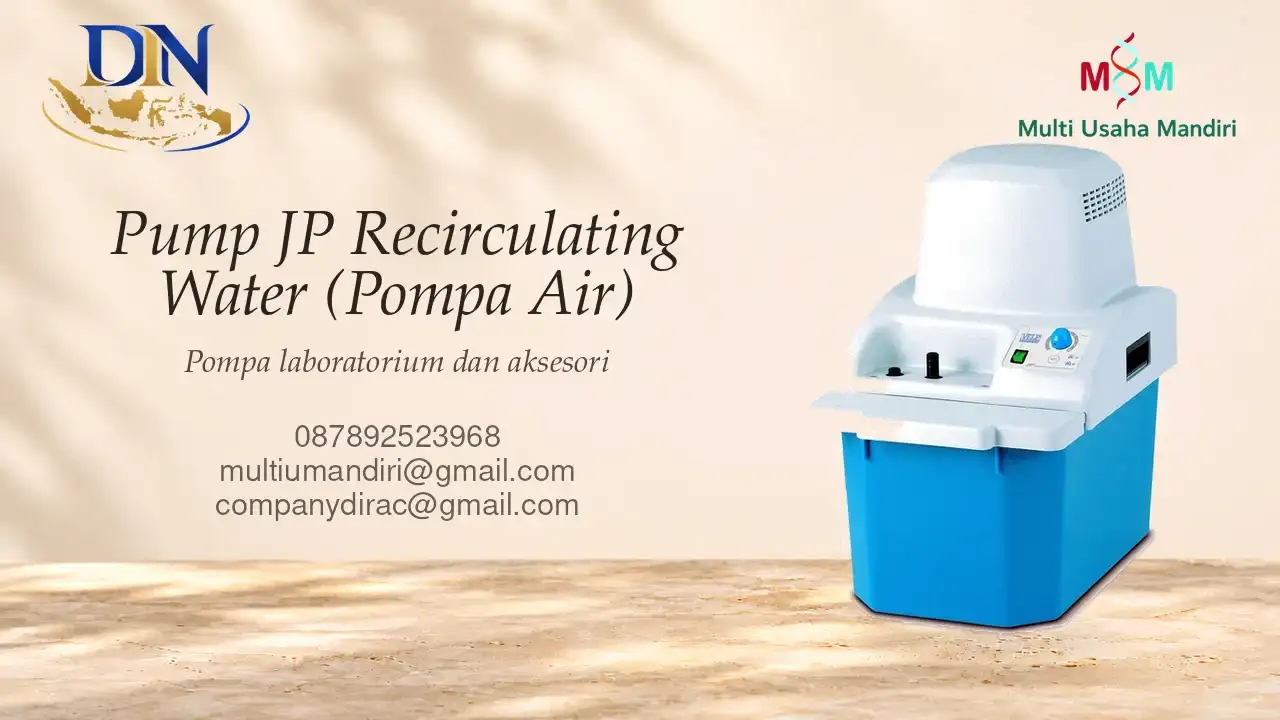 DN
MSM
Multi Usaha Mandiri
Pump JP Recirculating
Water (Pompa Air)
Pompa laboratorium dan aksesori
087892523968
multiumandiri@gmail.com
companydirac@gmail.com